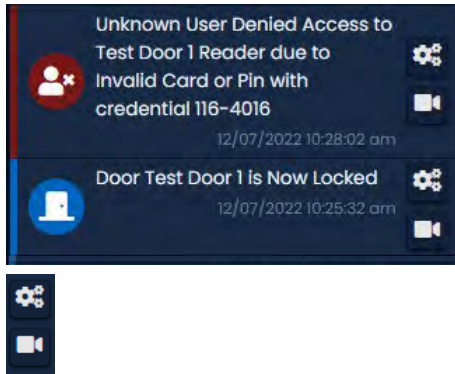 Unknown User Denied Access to
Test Door 1 Reader due to
Invalid Card or Pin with
credential 116-4016
12/07/2022 10:28:02 am
Door Test Door 1 is Now Locked
12/07/2022 10:25:32 am